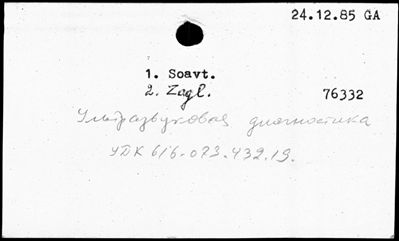 24.12.85 GA
1. Soavt.
2. Zagl.
76332
Ультразвуковая диагностика
УДК 616-073.432.19.